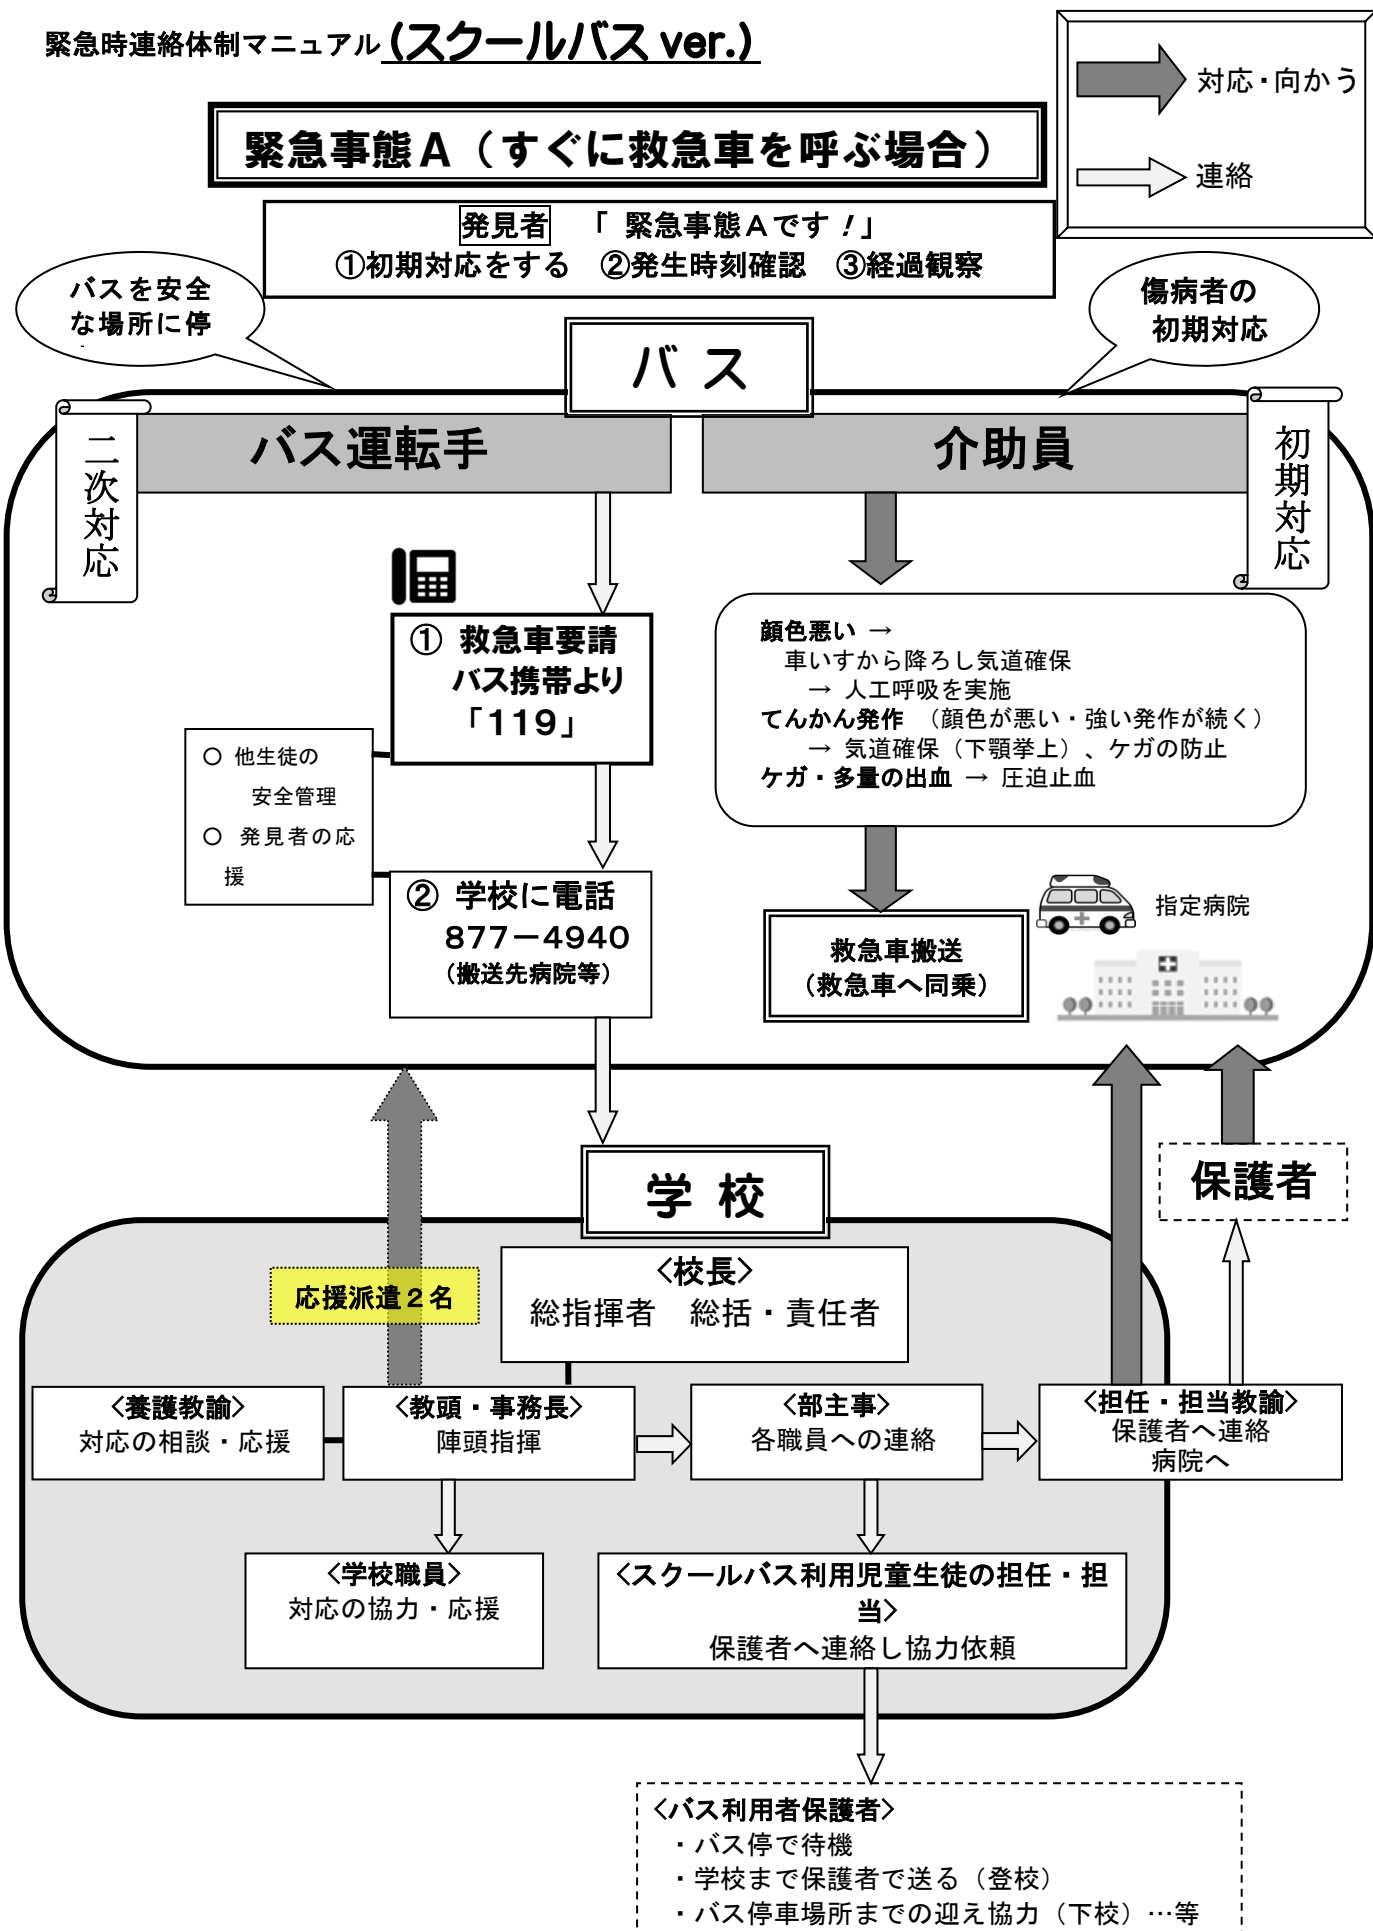 緊急時連絡体制マニュアル(スクールバス ver.)
対応・向かう
連絡
緊急事態A（すぐに救急車を呼ぶ場合）
発見者 「 緊急事態Aです！」
①初期対応をする ②発生時刻確認 ③経過観察
バスを安全
な場所に停
傷病者の
初期対応
バ ス
二次対応
バス運転手
介助員
初期対応
① 救急車要請
バス携帯より
「119」
○ 他生徒の
安全管理
○ 発見者の応
援
② 学校に電話
877－4940
（搬送先病院等）
顔色悪い →
車いすから降ろし気道確保
→ 人工呼吸を実施
てんかん発作 （顔色が悪い・強い発作が続く）
→ 気道確保（下顎挙上）、ケガの防止
ケガ・多量の出血 → 圧迫止血
救急車搬送
（救急車へ同乗）
指定病院
保護者
学 校
応援派遣２名
＜校長＞
総指揮者 総括・責任者
＜養護教諭＞
対応の相談・応援
＜教頭・事務長＞
陣頭指揮
＜部主事＞
各職員への連絡
＜担任・担当教諭＞
保護者へ連絡
病院へ
＜学校職員＞
対応の協力・応援
＜スクールバス利用児童生徒の担任・担
当＞
保護者へ連絡し協力依頼
＜バス利用者保護者＞
・バス停で待機
・学校まで保護者で送る（登校）
・バス停車場所までの迎え協力（下校）…等